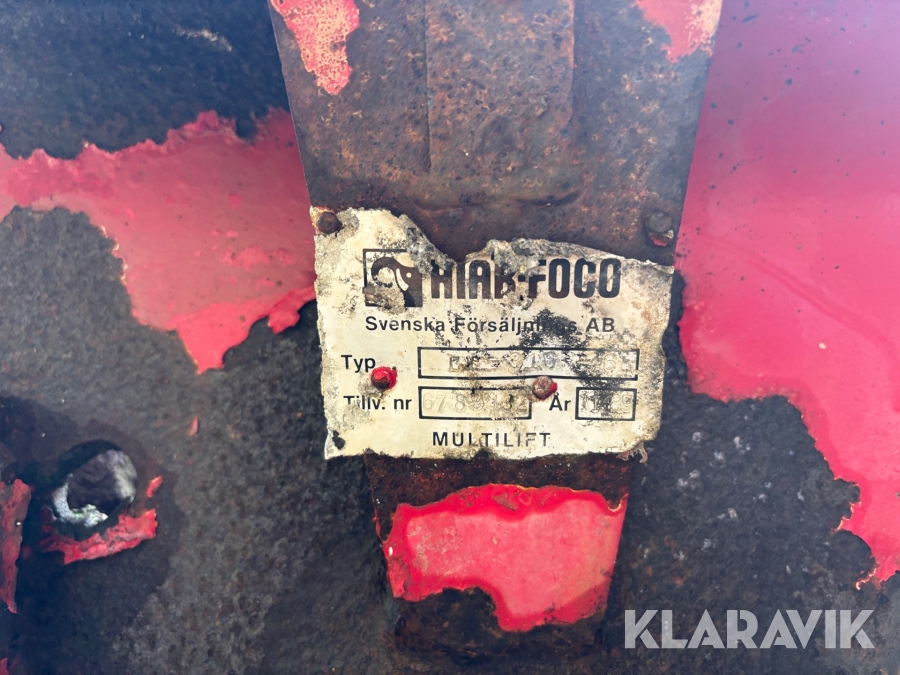 HIAB-FOCO
Svenska Försäljnings AB
Typ
Tillv. nr
År
MULTILIFT
KLARAVIK